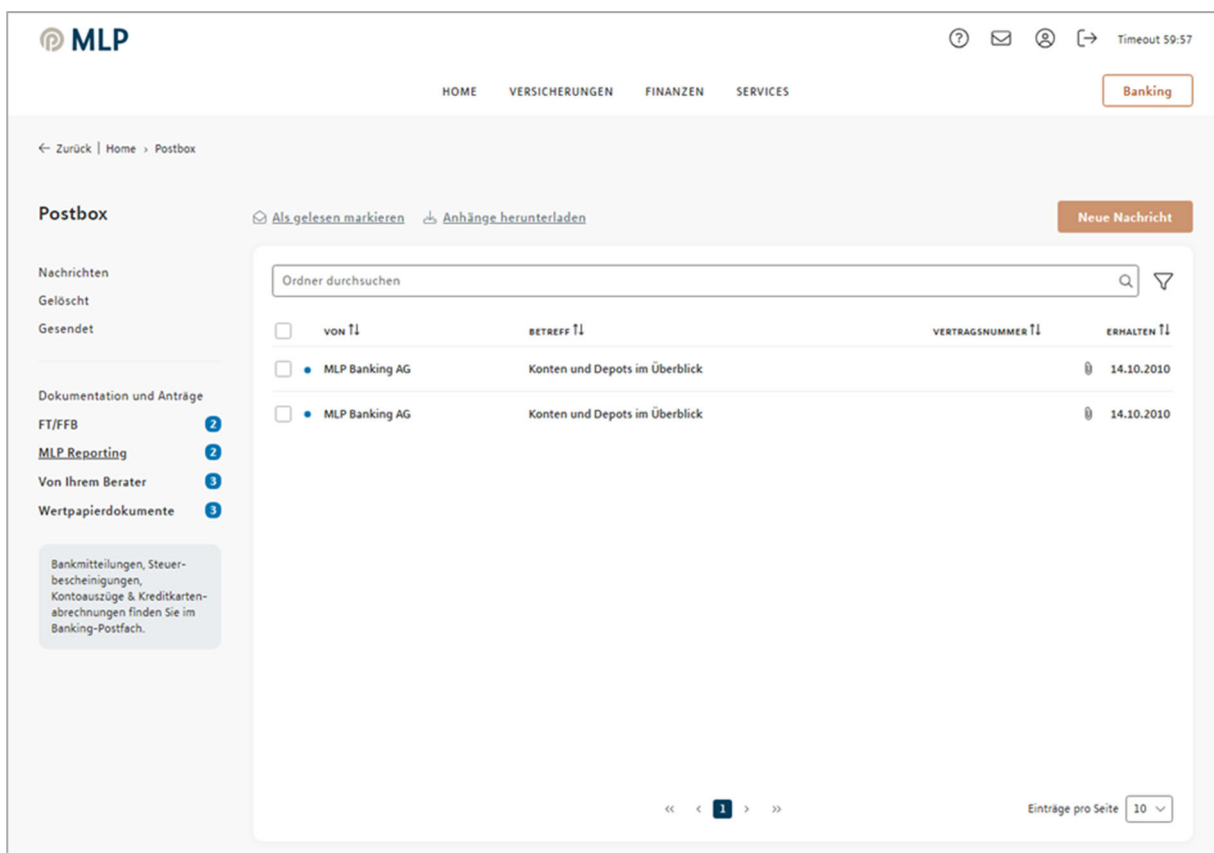 MLP
Timeout 59:57
HOME VERSICHERUNGEN FINANZEN SERVICES
Banking
← Zurück | Home › Postbox
Postbox
Als gelesen markieren Anhänge herunterladen
Neue Nachricht
Nachrichten
Gelöscht
Gesendet
Dokumentation und Anträge
FT/FFB 2
MLP Reporting 2
Von Ihrem Berater 3
Wertpapierdokumente 3
Bankmitteilungen, Steuer-
bescheinigungen,
Kontoauszüge & Kreditkarten-
abrechnungen finden Sie im
Banking-Postfach.
Ordner durchsuchen
VON BETREFF VERTRAGSNUMMER ERHALTEN
MLP Banking AG Konten und Depots im Überblick 14.10.2010
MLP Banking AG Konten und Depots im Überblick 14.10.2010
« ‹ 1 › »
Einträge pro Seite 10